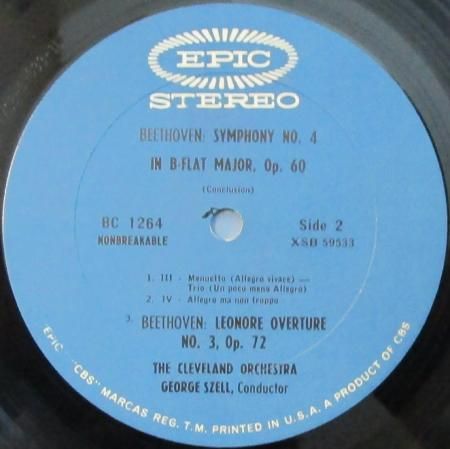 EPIC
STEREO
BEETHOVEN: SYMPHONY NO. 4
IN B-FLAT MAJOR, Op. 60
(Conclusion)
BC 1264
NONBREAKABLE
Side 2
XSB 59533
1. III - Menuetto (Allegro vivace) —
Trio (Un poco meno Allegro)
2. IV - Allegro ma non troppo
3. BEETHOVEN: LEONORE OVERTURE
NO. 3, Op. 72
THE CLEVELAND ORCHESTRA
GEORGE SZELL, Conductor
EPIC "CBS" MARCAS REG. T.M. PRINTED IN U.S.A. A PRODUCT OF CBS